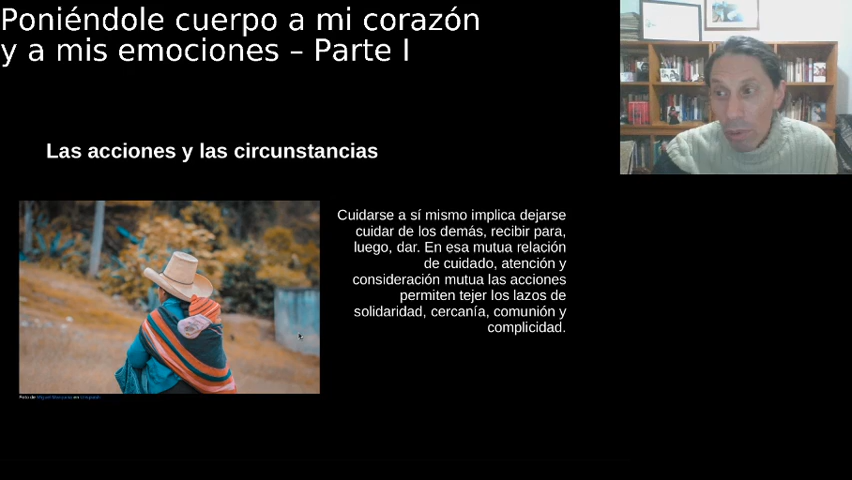 Poniéndole cuerpo a mi corazón
y a mis emociones – Parte I
Las acciones y las circunstancias
Cuidarse a sí mismo implica dejarse
cuidar de los demás, recibir para,
luego, dar. En esa mutua relación
de cuidado, atención y
consideración mutua las acciones
permiten tejer los lazos de
solidaridad, cercanía, comunión y
complicidad.